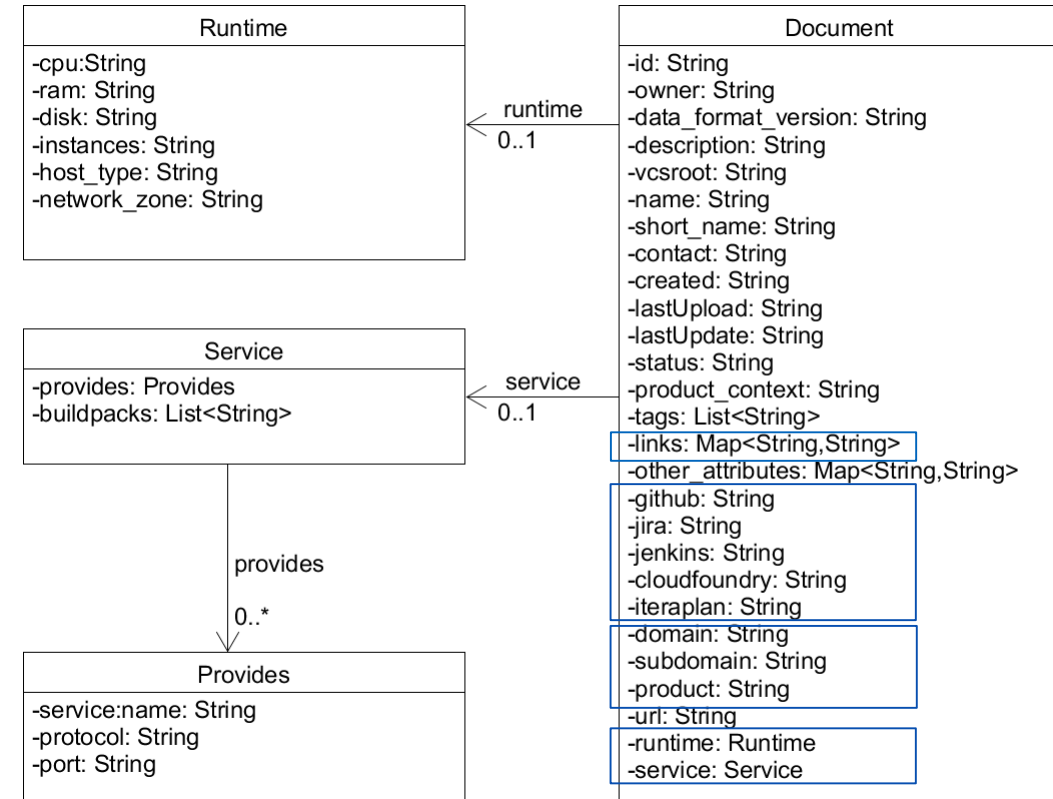 Runtime
-cpu:String
-ram: String
-disk: String
-instances: String
-host_type: String
-network_zone: String
runtime
0..1
Document
-id: String
-owner: String
-data_format_version: String
-description: String
-vcsroot: String
-name: String
-short_name: String
-contact: String
-created: String
-lastUpload: String
-lastUpdate: String
-status: String
-product_context: String
-tags: List<String>
-links: Map<String,String>
-other_attributes: Map<String,String>
-github: String
-jira: String
-jenkins: String
-cloudfoundry: String
-iteraplan: String
-domain: String
-subdomain: String
-product: String
-url: String
-runtime: Runtime
-service: Service
Service
-provides: Provides
-buildpacks: List<String>
service
0..1
provides
0..*
Provides
-service:name: String
-protocol: String
-port: String